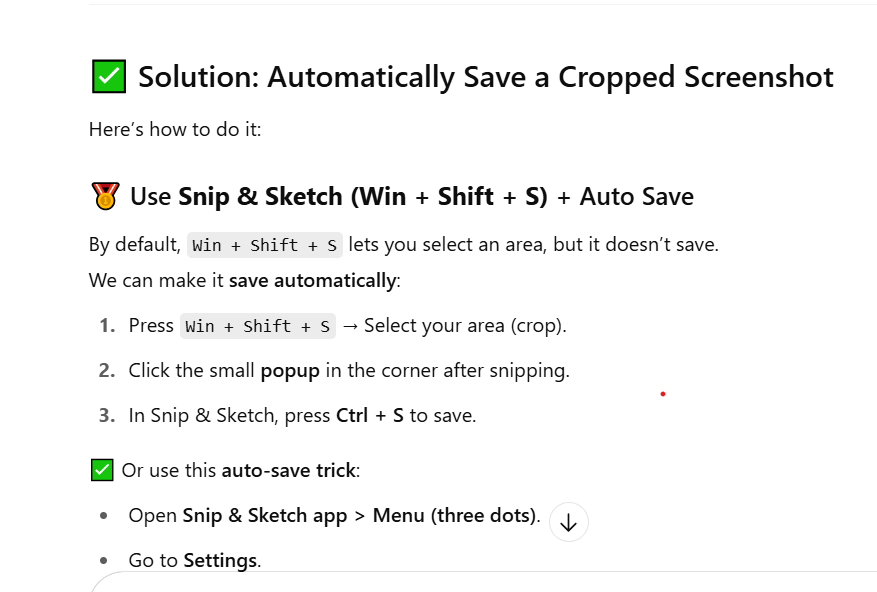 ✅ Solution: Automatically Save a Cropped Screenshot
Here’s how to do it:
🏅 Use Snip & Sketch (Win + Shift + S) + Auto Save
By default, Win + Shift + S lets you select an area, but it doesn’t save.
We can make it save automatically:
1. Press Win + Shift + S → Select your area (crop).
2. Click the small popup in the corner after snipping.
3. In Snip & Sketch, press Ctrl + S to save.
✅ Or use this auto-save trick:
• Open Snip & Sketch app > Menu (three dots).
• Go to Settings.